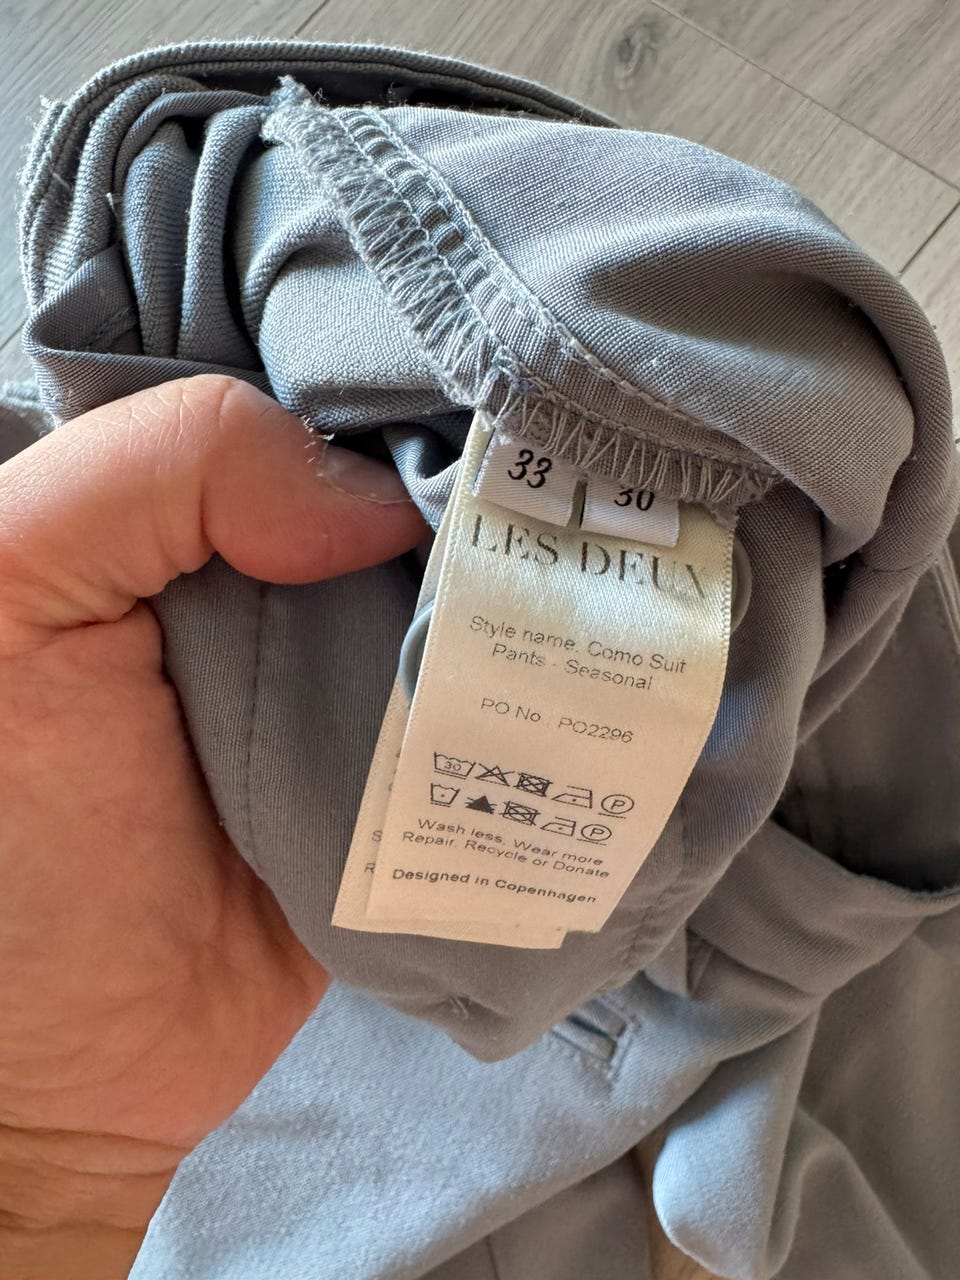 33
30
LES DEUX
Style name. Como Suit
Pants - Seasonal
PO No.. PO2296
30
P
P
Wash less. Wear more
Repair. Recycle or Donate
Designed in Copenhagen
S
R